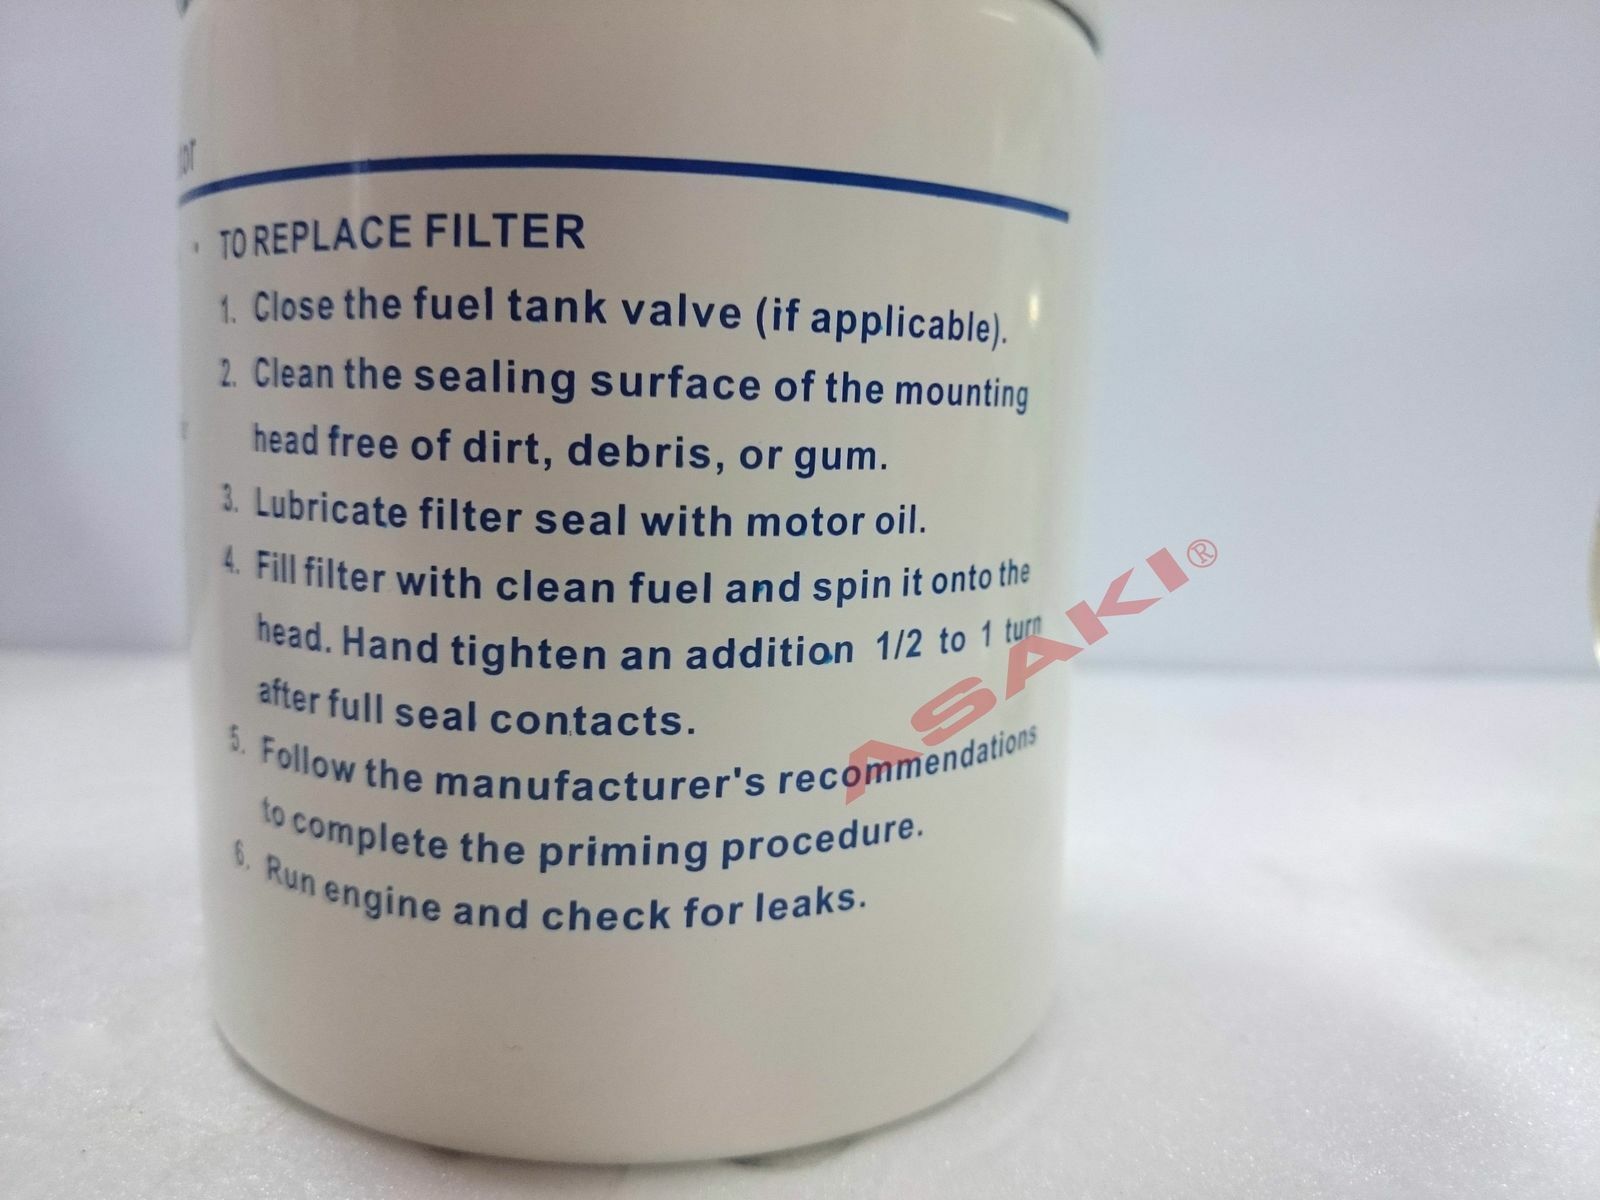 TO REPLACE FILTER
1. Close the fuel tank valve (if applicable).
2. Clean the sealing surface of the mounting
head free of dirt, debris, or gum.
3. Lubricate filter seal with motor oil.
4. Fill filter with clean fuel and spin it onto the
head. Hand tighten an addition 1/2 to 1 turn
after full seal contacts.
5. Follow the manufacturer's recommendations
to complete the priming procedure.
6. Run engine and check for leaks.
ASAKI®